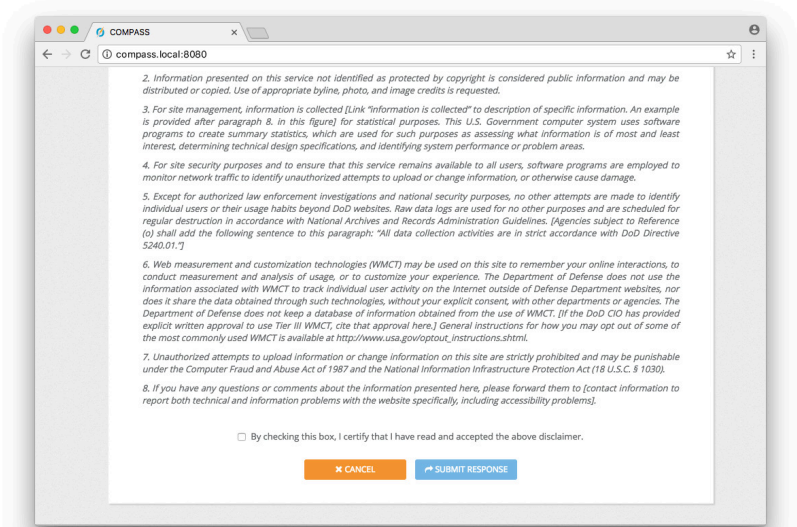 COMPASS
compass.local:8080
2. Information presented on this service not identified as protected by copyright is considered public information and may be
distributed or copied. Use of appropriate byline, photo, and image credits is requested.
3. For site management, information is collected [Link "information is collected" to description of specific information. An example
is provided after paragraph 8. in this figure] for statistical purposes. This U.S. Government computer system uses software
programs to create summary statistics, which are used for such purposes as assessing what information is of most and least
interest, determining technical design specifications, and identifying system performance or problem areas.
4. For site security purposes and to ensure that this service remains available to all users, software programs are employed to
monitor network traffic to identify unauthorized attempts to upload or change information, or otherwise cause damage.
5. Except for authorized law enforcement investigations and national security purposes, no other attempts are made to identify
individual users or their usage habits beyond DoD websites. Raw data logs are used for no other purposes and are scheduled for
regular destruction in accordance with National Archives and Records Administration Guidelines. [Agencies subject to Reference
(o) shall add the following sentence to this paragraph: "All data collection activities are in strict accordance with DoD Directive
5240.01."]
6. Web measurement and customization technologies (WMCT) may be used on this site to remember your online interactions, to
conduct measurement and analysis of usage, or to customize your experience. The Department of Defense does not use the
information associated with WMCT to track individual user activity on the Internet outside of Defense Department websites, nor
does it share the data obtained through such technologies, without your explicit consent, with other departments or agencies. The
Department of Defense does not keep a database of information obtained from the use of WMCT. [If the DoD CIO has provided
explicit written approval to use Tier III WMCT, cite that approval here.] General instructions for how you may opt out of some of
the most commonly used WMCT is available at http://www.usa.gov/optout_instructions.shtml.
7. Unauthorized attempts to upload information or change information on this site are strictly prohibited and may be punishable
under the Computer Fraud and Abuse Act of 1987 and the National Information Infrastructure Protection Act (18 U.S.C. § 1030).
8. If you have any questions or comments about the information presented here, please forward them to [contact information to
report both technical and information problems with the website specifically, including accessibility problems].
By checking this box, I certify that I have read and accepted the above disclaimer.
CANCEL
SUBMIT RESPONSE